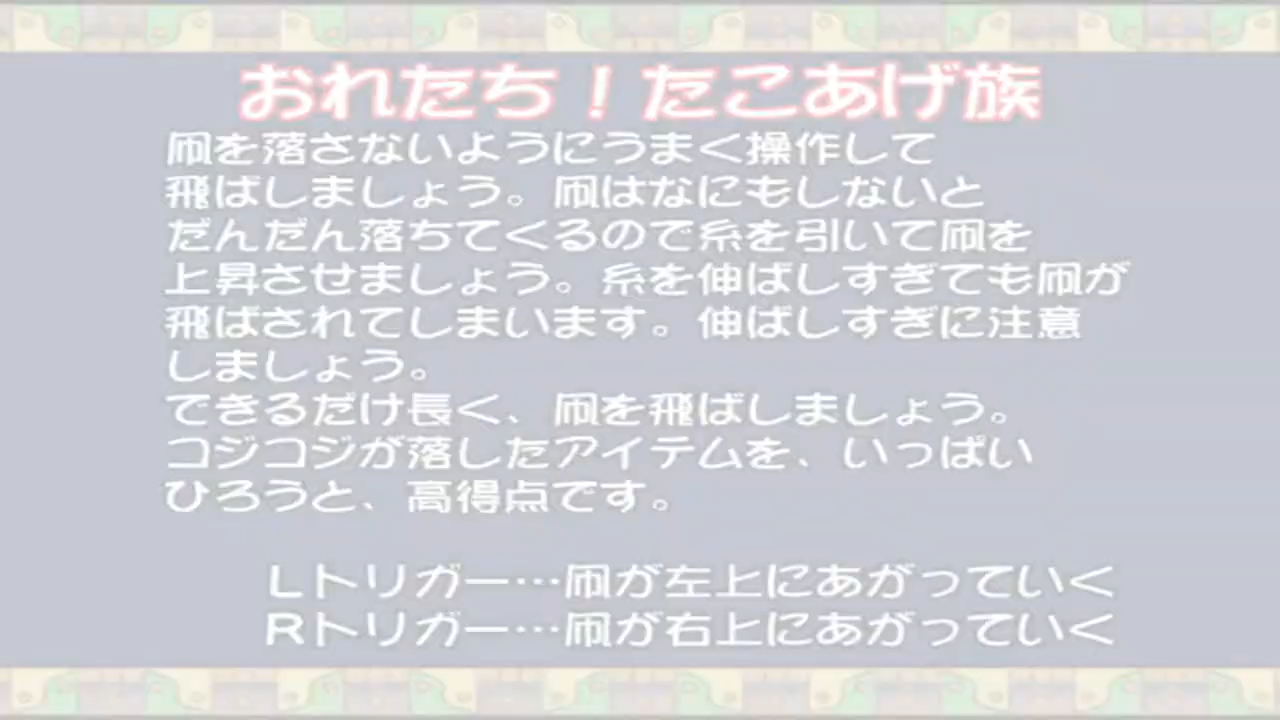 おれたち！たこあげ族
凧を落さないようにうまく操作して
飛ばしましょう。凧はなにもしないと
だんだん落ちてくるので糸を引いて凧を
上昇させましょう。糸を伸ばしすぎても凧が
飛ばされてしまいます。伸ばしすぎに注意
しましょう。
できるだけ長く、凧を飛ばしましょう。
コジコジが落したアイテムを、いっぱい
ひろうと、高得点です。
Ｌトリガー…凧が左上にあがっていく
Ｒトリガー…凧が右上にあがっていく